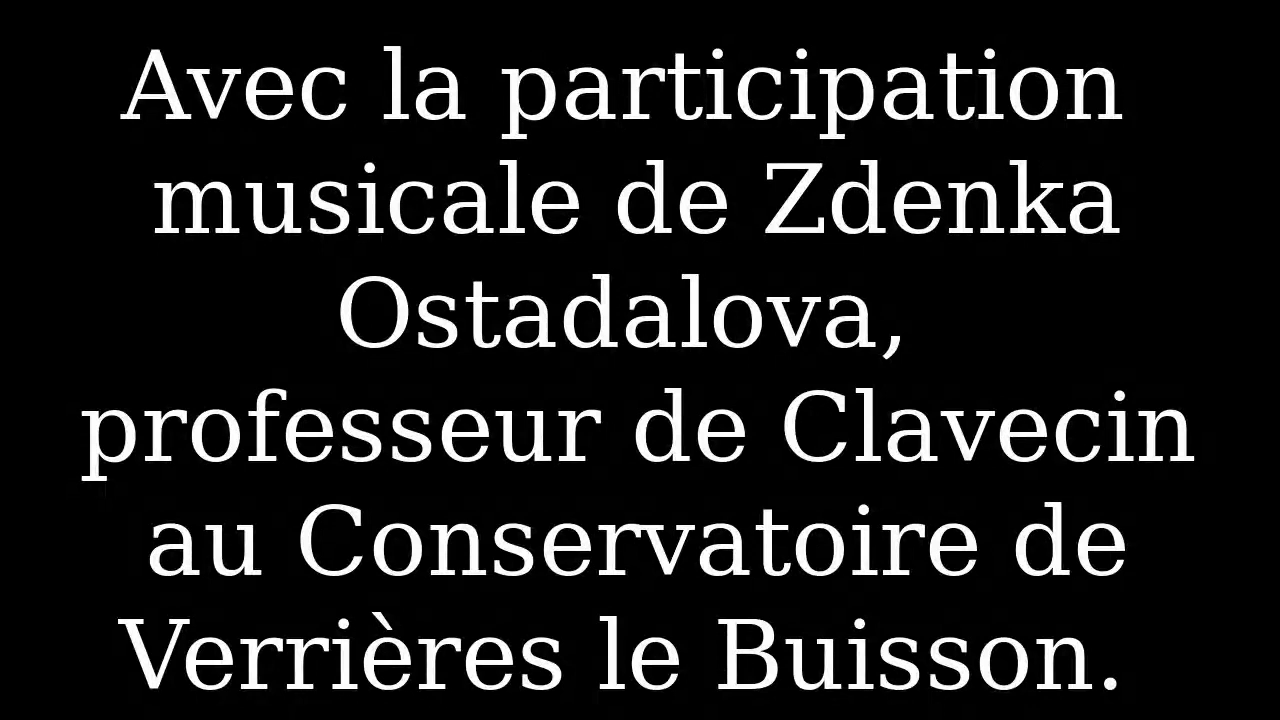 Avec la participation
musicale de Zdenka
Ostadalova,
professeur de Clavecin
au Conservatoire de
Verrières le Buisson.